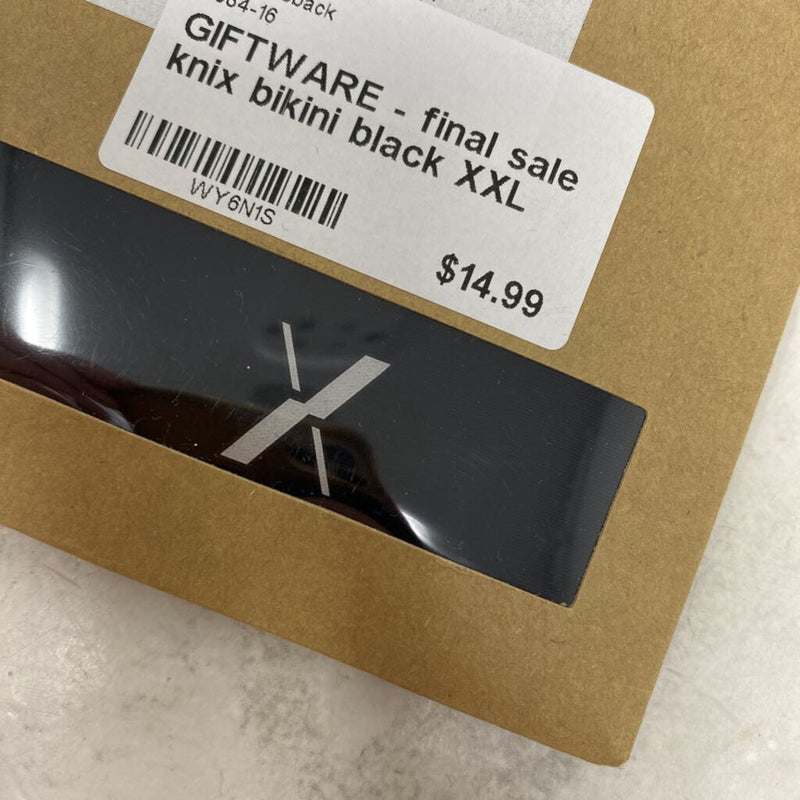 GIFTWARE - final sale
knix bikini black XXL
WY6N1S
$14.99